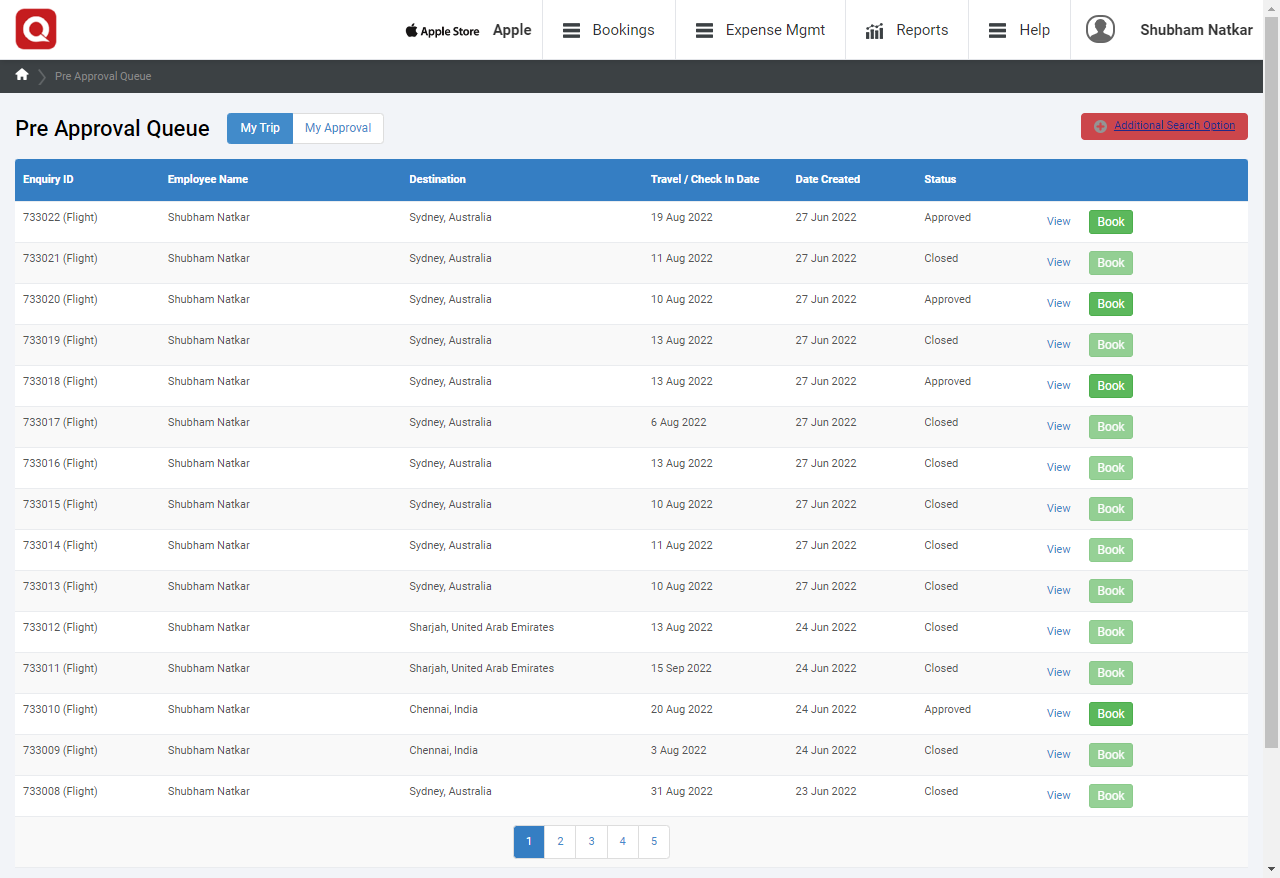 Apple Store Apple Bookings Expense Mgmt Reports Help Shubham Natkar
Pre Approval Queue
Pre Approval Queue My Trip My Approval Additional Search Option
Enquiry ID Employee Name Destination Travel / Check In Date Date Created Status
733022 (Flight) Shubham Natkar Sydney, Australia 19 Aug 2022 27 Jun 2022 Approved View Book
733021 (Flight) Shubham Natkar Sydney, Australia 11 Aug 2022 27 Jun 2022 Closed View Book
733020 (Flight) Shubham Natkar Sydney, Australia 10 Aug 2022 27 Jun 2022 Approved View Book
733019 (Flight) Shubham Natkar Sydney, Australia 13 Aug 2022 27 Jun 2022 Closed View Book
733018 (Flight) Shubham Natkar Sydney, Australia 13 Aug 2022 27 Jun 2022 Approved View Book
733017 (Flight) Shubham Natkar Sydney, Australia 6 Aug 2022 27 Jun 2022 Closed View Book
733016 (Flight) Shubham Natkar Sydney, Australia 13 Aug 2022 27 Jun 2022 Closed View Book
733015 (Flight) Shubham Natkar Sydney, Australia 10 Aug 2022 27 Jun 2022 Closed View Book
733014 (Flight) Shubham Natkar Sydney, Australia 11 Aug 2022 27 Jun 2022 Closed View Book
733013 (Flight) Shubham Natkar Sydney, Australia 10 Aug 2022 27 Jun 2022 Closed View Book
733012 (Flight) Shubham Natkar Sharjah, United Arab Emirates 13 Aug 2022 24 Jun 2022 Closed View Book
733011 (Flight) Shubham Natkar Sharjah, United Arab Emirates 15 Sep 2022 24 Jun 2022 Closed View Book
733010 (Flight) Shubham Natkar Chennai, India 20 Aug 2022 24 Jun 2022 Approved View Book
733009 (Flight) Shubham Natkar Chennai, India 3 Aug 2022 24 Jun 2022 Closed View Book
733008 (Flight) Shubham Natkar Sydney, Australia 31 Aug 2022 23 Jun 2022 Closed View Book
1 2 3 4 5